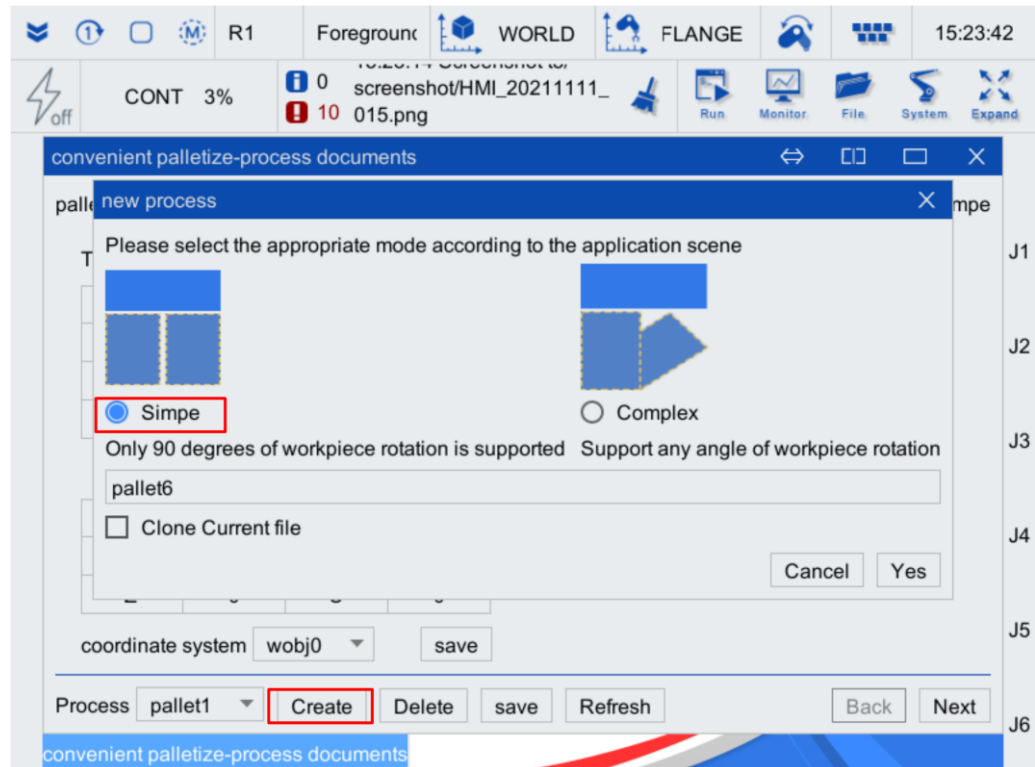 R1 Foregroun WORLD FLANGE 15:23:42
off CONT 3% 0 screenshot/HMI_20211111_
10 015.png
Run Monitor File System Expand
convenient palletize-process documents
new process
mpe
Please select the appropriate mode according to the application scene
J1
J2
Simpe Complex
J3
Only 90 degrees of workpiece rotation is supported Support any angle of workpiece rotation
pallet6
Clone Current file
J4
Cancel Yes
coordinate system wobj0 save
J5
Process pallet1 Create Delete save Refresh Back Next
J6
convenient palletize-process documents